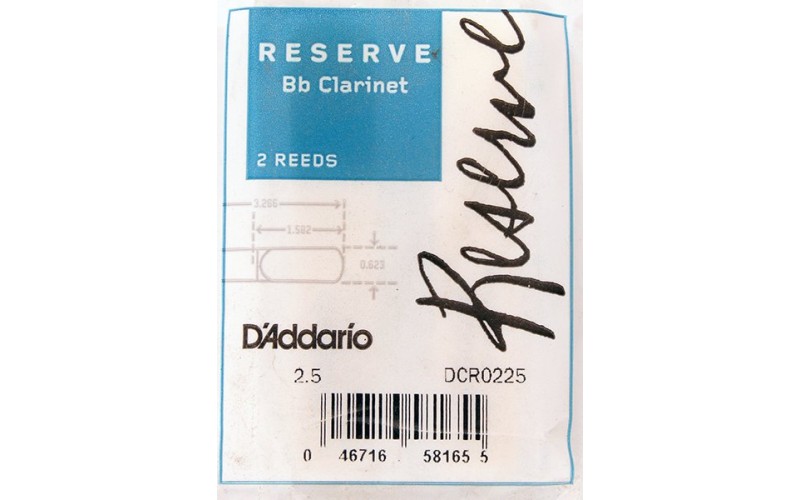 RESERVE
Bb Clarinet
2 REEDS
Reserve
3.286
1.582
0.623
D'Addario
2.5 DCR0225
0 46716 58165 5